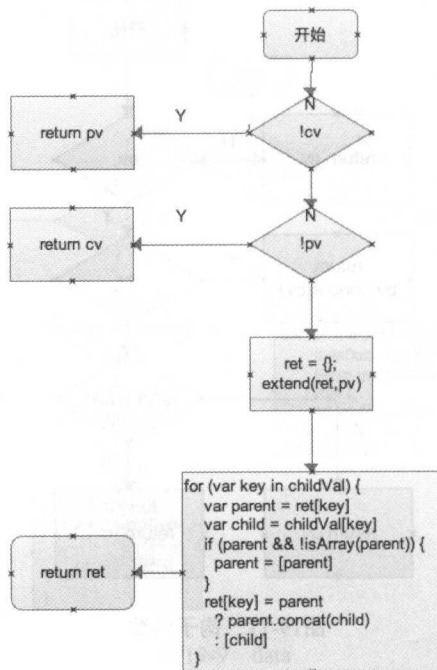 开始
N
!cv
Y
return pv
N
!pv
Y
return cv
ret = {};
extend(ret,pv)
for (var key in childVal) {
var parent = ret[key]
var child = childVal[key]
if (parent && !isArray(parent)) {
parent = [parent]
}
ret[key] = parent
? parent.concat(child)
: [child]
}
return ret